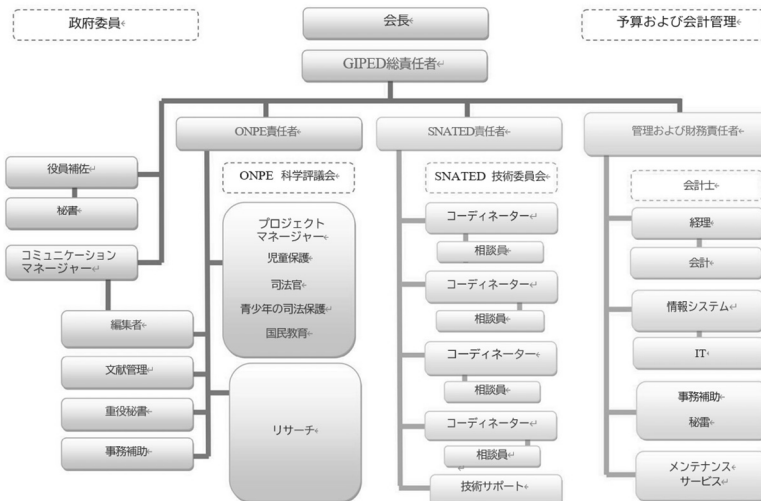 政府委員
会長
予算および会計管理
GIPED総責任者
ONPE責任者
SNATED責任者
管理および財務責任者
役員補佐
秘書
コミュニケーション
マネージャー
編集者
文献管理
重役秘書
事務補助
ONPE 科学評議会
プロジェクト
マネージャー
児童保護
司法官
青少年の司法保護
国民教育
リサーチ
SNATED 技術委員会
コーディネーター
相談員
コーディネーター
相談員
コーディネーター
相談員
コーディネーター
相談員
技術サポート
会計士
経理
会計
情報システム
IT
事務補助
秘雷
メンテナンス
サービス